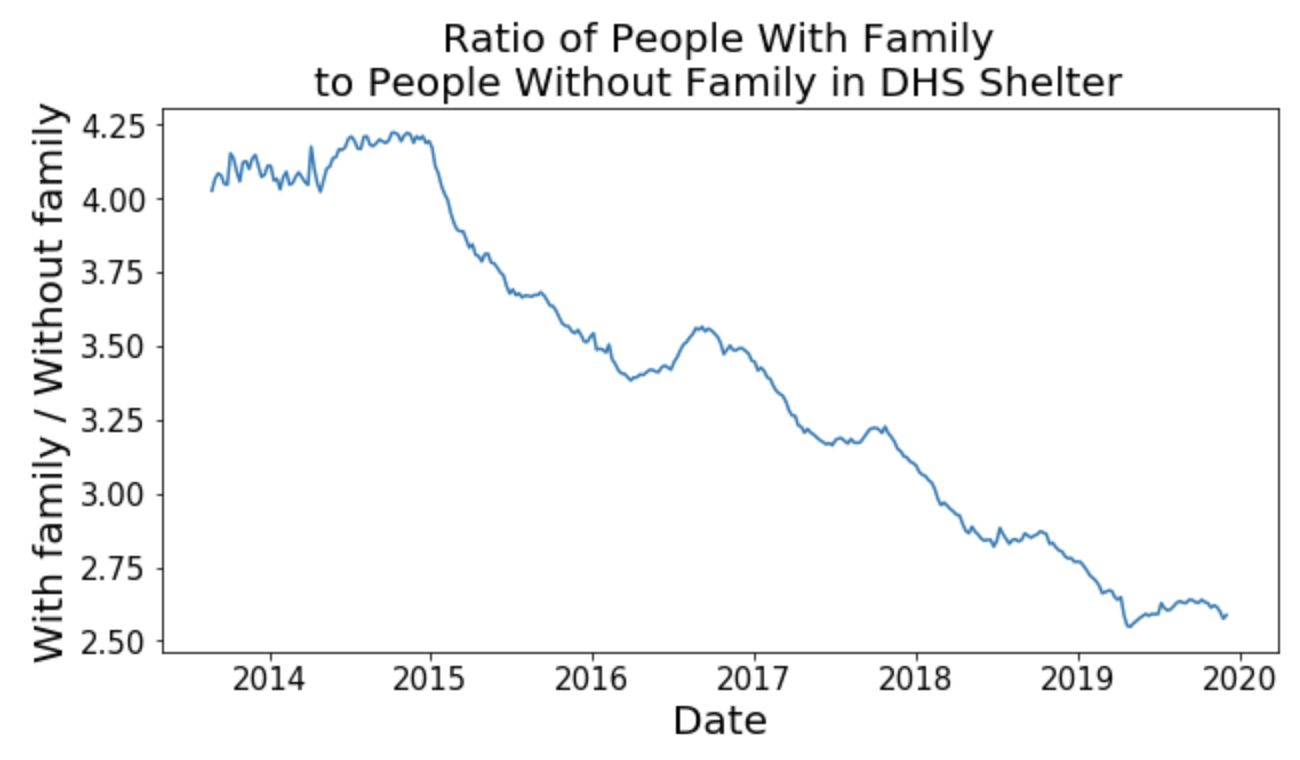 Ratio of People With Family
to People Without Family in DHS Shelter
With family / Without family
4.25
4.00
3.75
3.50
3.25
3.00
2.75
2.50
2014 2015 2016 2017 2018 2019 2020
Date